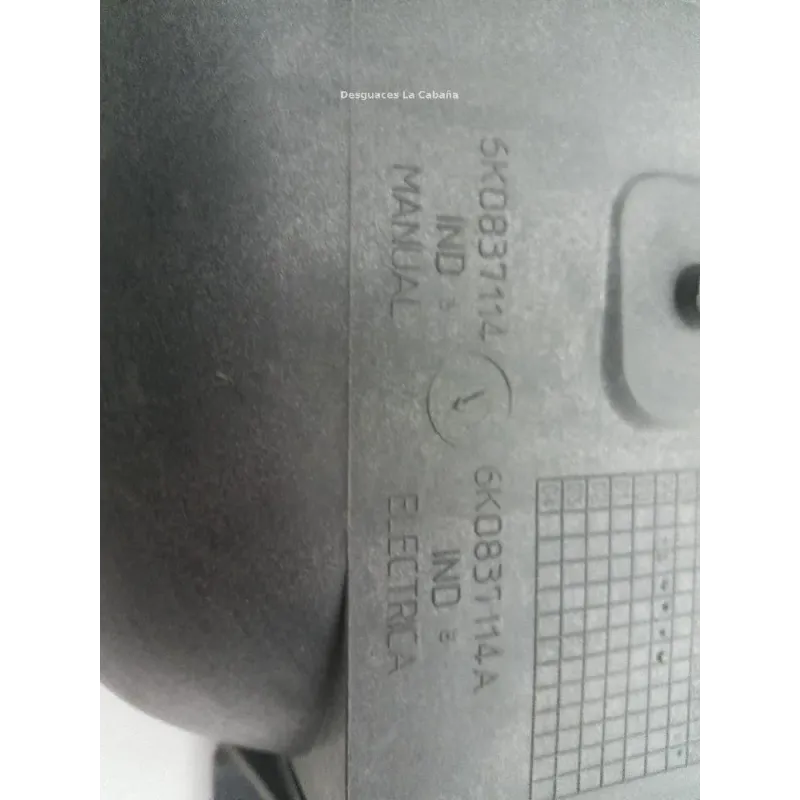 Desguaces La Cabaña
6K0837114
IND
MANUAL
6K0837114A
IND E
ELECTRICA